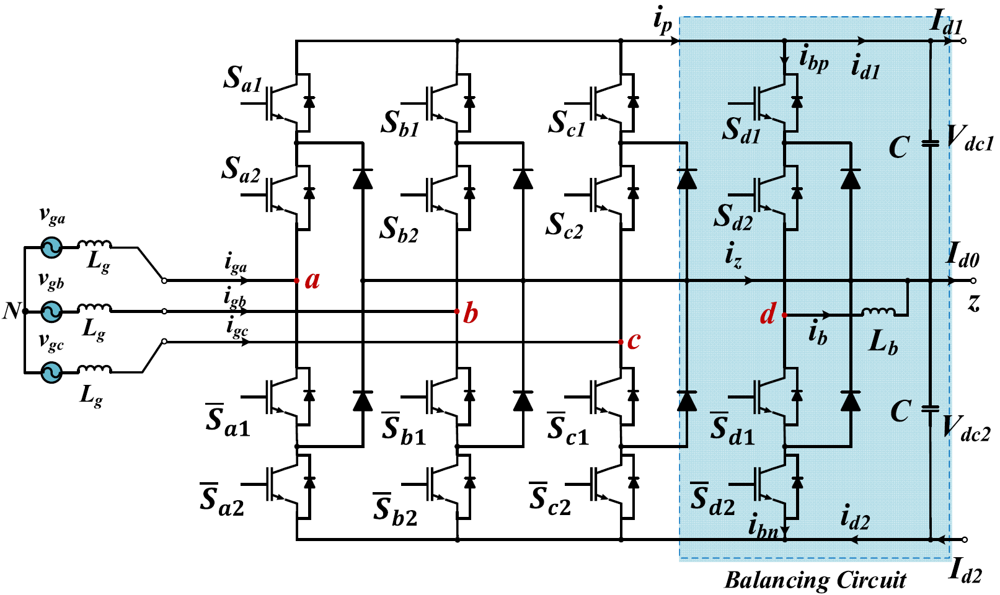 i_p
I_d1
i_bp
i_d1
S_a1
S_b1
S_c1
S_d1
C
V_dc1
S_a2
S_b2
S_c2
S_d2
v_ga
L_g
i_ga
a
i_z
I_d0
z
v_gb
N
L_g
i_gb
b
d
i_b
L_b
v_gc
L_g
i_gc
c
S̅_a1
S̅_b1
S̅_c1
S̅_d1
C
V_dc2
S̅_a2
S̅_b2
S̅_c2
S̅_d2
i_bn
i_d2
I_d2
Balancing Circuit